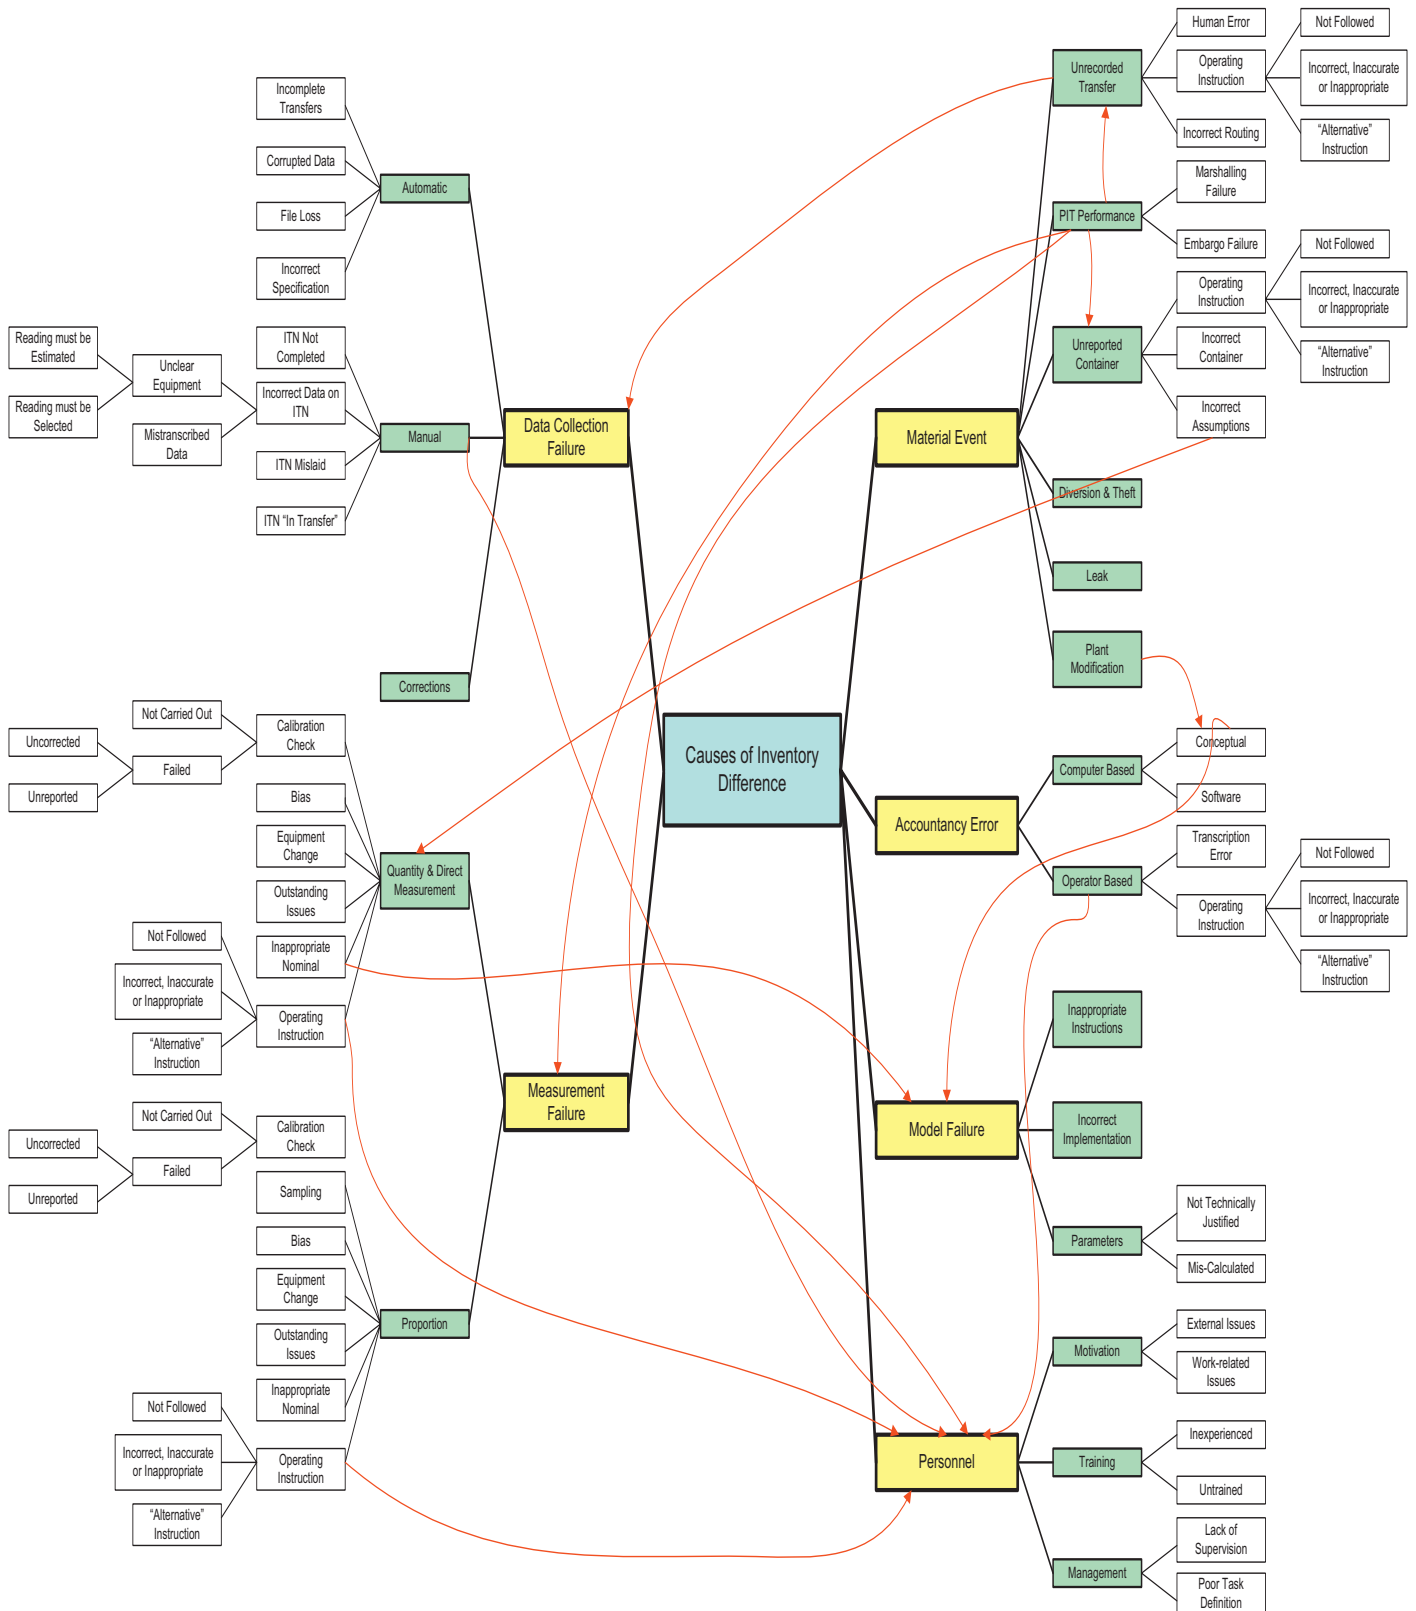 Human Error
Not Followed
Unrecorded
Transfer
Operating
Instruction
Incorrect, Inaccurate
or Inappropriate
Incorrect Routing
“Alternative”
Instruction
Marshalling
Failure
PIT Performance
Embargo Failure
Not Followed
Operating
Instruction
Incorrect, Inaccurate
or Inappropriate
Unreported
Container
Incorrect
Container
“Alternative”
Instruction
Incorrect
Assumptions
Material Event
Diversion & Theft
Leak
Plant
Modification
Incomplete
Transfers
Corrupted Data
Automatic
File Loss
Incorrect
Specification
Reading must be
Estimated
ITN Not
Completed
Unclear
Equipment
Reading must be
Selected
Incorrect Data on
ITN
Mistranscribed
Data
Manual
Data Collection
Failure
ITN Mislaid
ITN “In Transfer”
Corrections
Causes of Inventory
Difference
Not Carried Out
Calibration
Check
Uncorrected
Failed
Unreported
Bias
Equipment
Change
Quantity & Direct
Measurement
Outstanding
Issues
Not Followed
Inappropriate
Nominal
Incorrect, Inaccurate
or Inappropriate
Operating
Instruction
“Alternative”
Instruction
Measurement
Failure
Not Carried Out
Calibration
Check
Uncorrected
Failed
Unreported
Sampling
Bias
Equipment
Change
Proportion
Outstanding
Issues
Inappropriate
Nominal
Not Followed
Incorrect, Inaccurate
or Inappropriate
Operating
Instruction
“Alternative”
Instruction
Conceptual
Computer Based
Software
Accountancy Error
Transcription
Error
Not Followed
Operator Based
Operating
Instruction
Incorrect, Inaccurate
or Inappropriate
“Alternative”
Instruction
Inappropriate
Instructions
Model Failure
Incorrect
Implementation
Not Technically
Justified
Parameters
Mis-Calculated
External Issues
Motivation
Work-related
Issues
Personnel
Inexperienced
Training
Untrained
Lack of
Supervision
Management
Poor Task
Definition